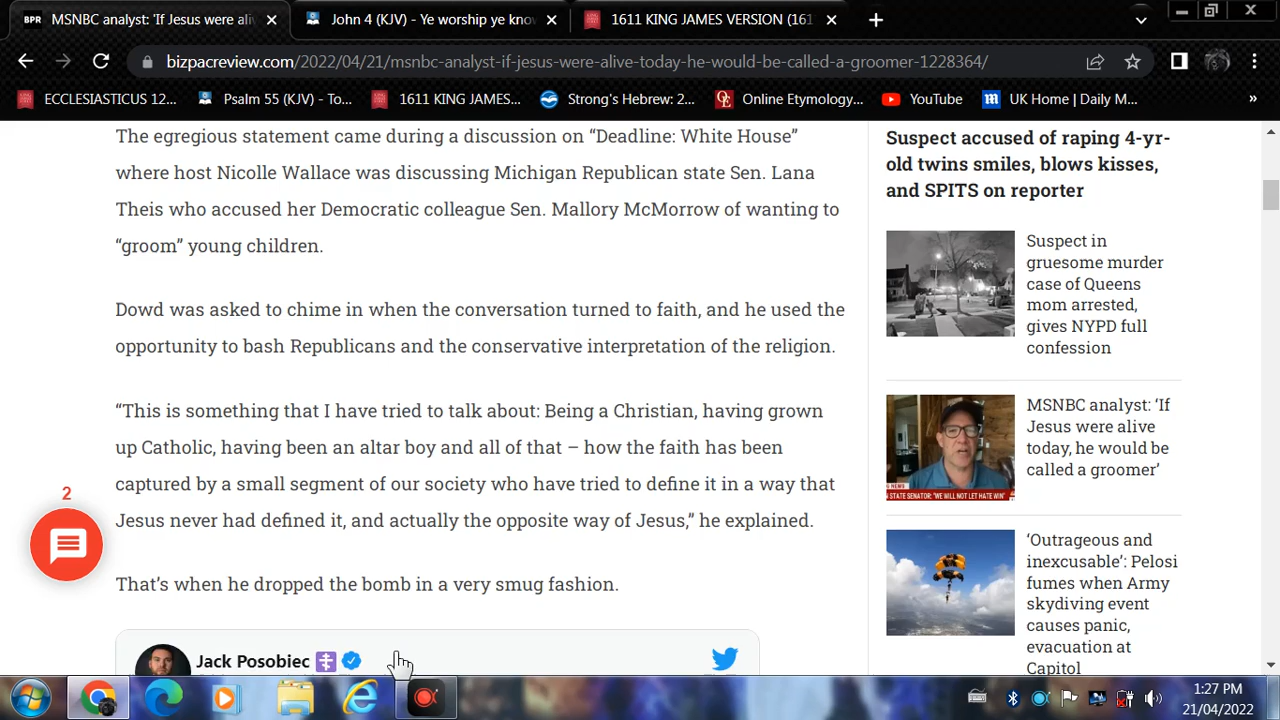 BPR MSNBC analyst: 'If Jesus were ali
John 4 (KJV) - Ye worship ye kno
1611 KING JAMES VERSION (161
bizpacreview.com/2022/04/21/msnbc-analyst-if-jesus-were-alive-today-he-would-be-called-a-groomer-1228364/
ECCLESIASTICUS 12...
Psalm 55 (KJV) - To...
1611 KING JAMES...
Strong's Hebrew: 2...
Online Etymology...
YouTube
UK Home | Daily M...
»
The egregious statement came during a discussion on “Deadline: White House”
where host Nicolle Wallace was discussing Michigan Republican state Sen. Lana
Theis who accused her Democratic colleague Sen. Mallory McMorrow of wanting to
“groom” young children.
Dowd was asked to chime in when the conversation turned to faith, and he used the
opportunity to bash Republicans and the conservative interpretation of the religion.
“This is something that I have tried to talk about: Being a Christian, having grown
up Catholic, having been an altar boy and all of that – how the faith has been
captured by a small segment of our society who have tried to define it in a way that
Jesus never had defined it, and actually the opposite way of Jesus,” he explained.
That’s when he dropped the bomb in a very smug fashion.
2
Jack Posobiec
Suspect accused of raping 4-yr-
old twins smiles, blows kisses,
and SPITS on reporter
Suspect in
gruesome murder
case of Queens
mom arrested,
gives NYPD full
confession
MSNBC analyst: ‘If
Jesus were alive
today, he would be
called a groomer’
STATE SENATOR: "WE WILL NOT LET HATE WIN"
‘Outrageous and
inexcusable’: Pelosi
fumes when Army
skydiving event
causes panic,
evacuation at
Capitol
1:27 PM
21/04/2022